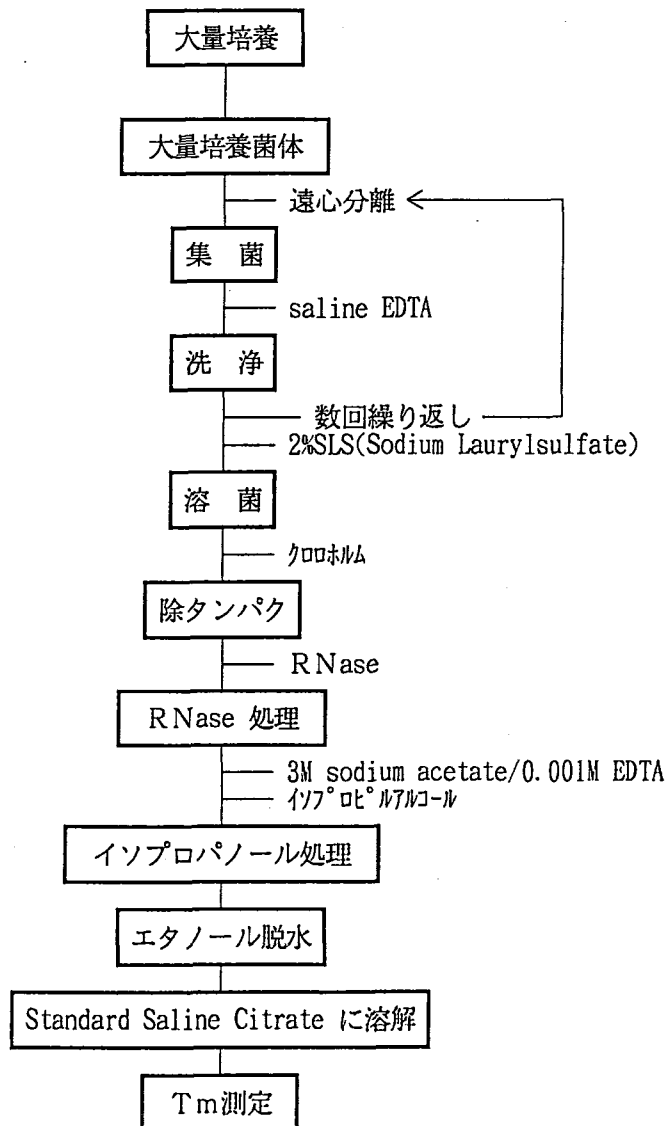 大量培養
大量培養菌体
遠心分離
集 菌
saline EDTA
洗 浄
数回繰り返し
2%SLS(Sodium Laurylsulfate)
溶 菌
ｸﾛﾛﾎﾙﾑ
除タンパク
ＲＮase
ＲＮase 処理
3M sodium acetate/0.001M EDTA
ｲｿﾌﾟﾛﾋﾟﾙｱﾙｺｰﾙ
イソプロパノール処理
エタノール脱水
Standard Saline Citrate に溶解
Ｔｍ測定